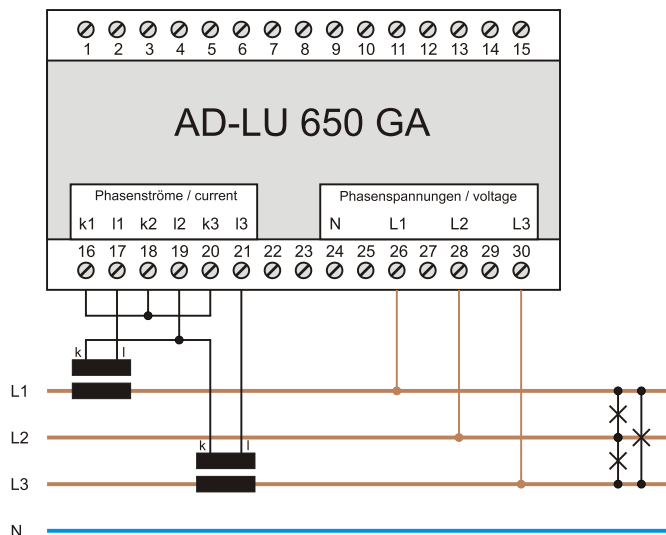 1 2 3 4 5 6 7 8 9 10 11 12 13 14 15
AD-LU 650 GA
Phasenströme / current
k1 l1 k2 l2 k3 l3
Phasenspannungen / voltage
N L1 L2 L3
16 17 18 19 20 21 22 23 24 25 26 27 28 29 30
k l
L1
L2
k l
L3
N